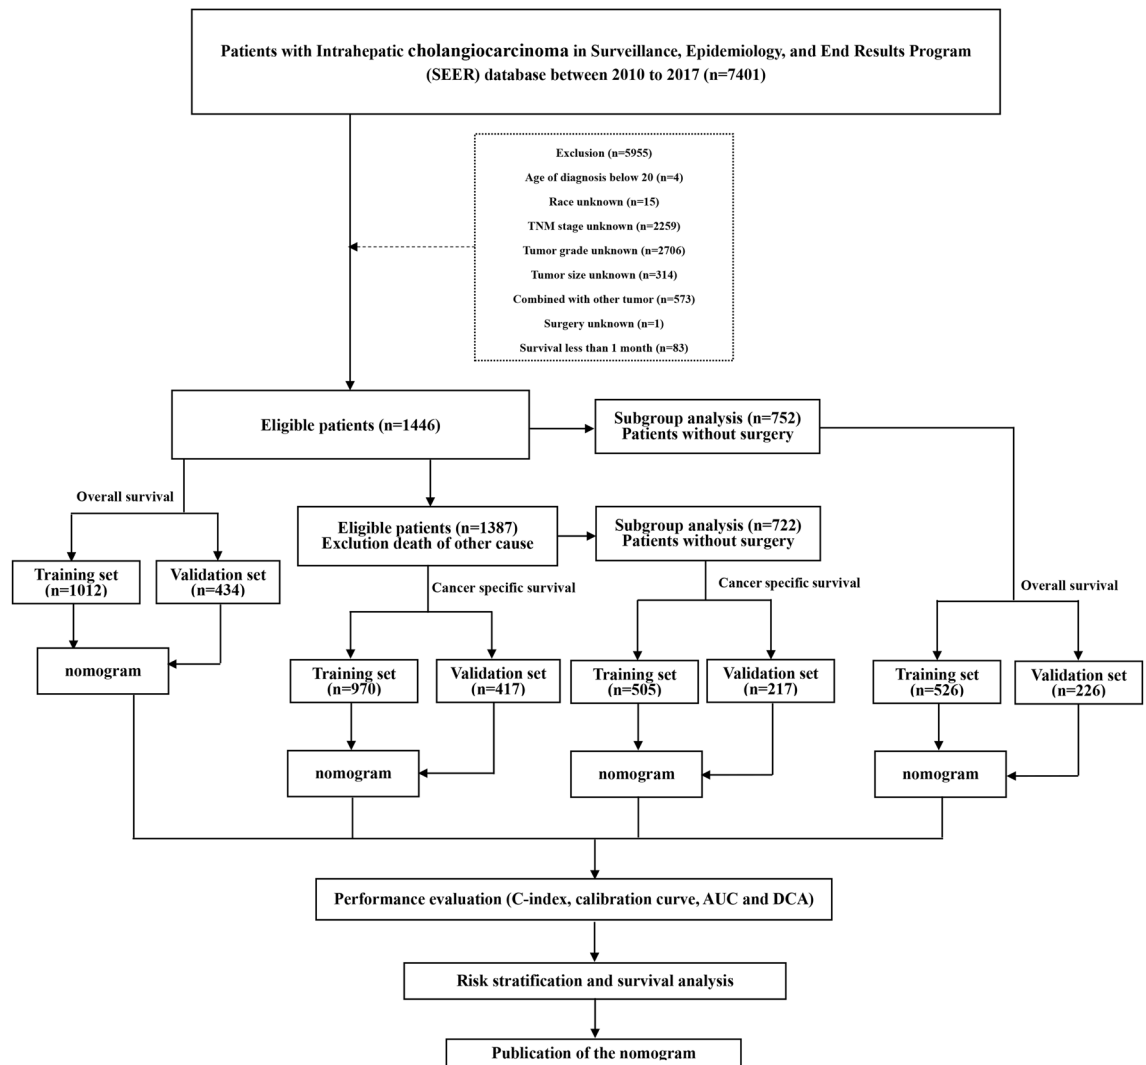 Patients with Intrahepatic cholangiocarcinoma in Surveillance, Epidemiology, and End Results Program
(SEER) database between 2010 to 2017 (n=7401)
Exclusion (n=5955)
Age of diagnosis below 20 (n=4)
Race unknown (n=15)
TNM stage unknown (n=2259)
Tumor grade unknown (n=2706)
Tumor size unknown (n=314)
Combined with other tumor (n=573)
Surgery unknown (n=1)
Survival less than 1 month (n=83)
Eligible patients (n=1446)
Subgroup analysis (n=752)
Patients without surgery
Overall survival
Eligible patients (n=1387)
Exclution death of other cause
Subgroup analysis (n=722)
Patients without surgery
Training set
(n=1012)
Validation set
(n=434)
Cancer specific survival
Cancer specific survival
Overall survival
nomogram
Training set
(n=970)
Validation set
(n=417)
Training set
(n=505)
Validation set
(n=217)
Training set
(n=526)
Validation set
(n=226)
nomogram
nomogram
nomogram
Performance evaluation (C-index, calibration curve, AUC and DCA)
Risk stratification and survival analysis
Publication of the nomogram